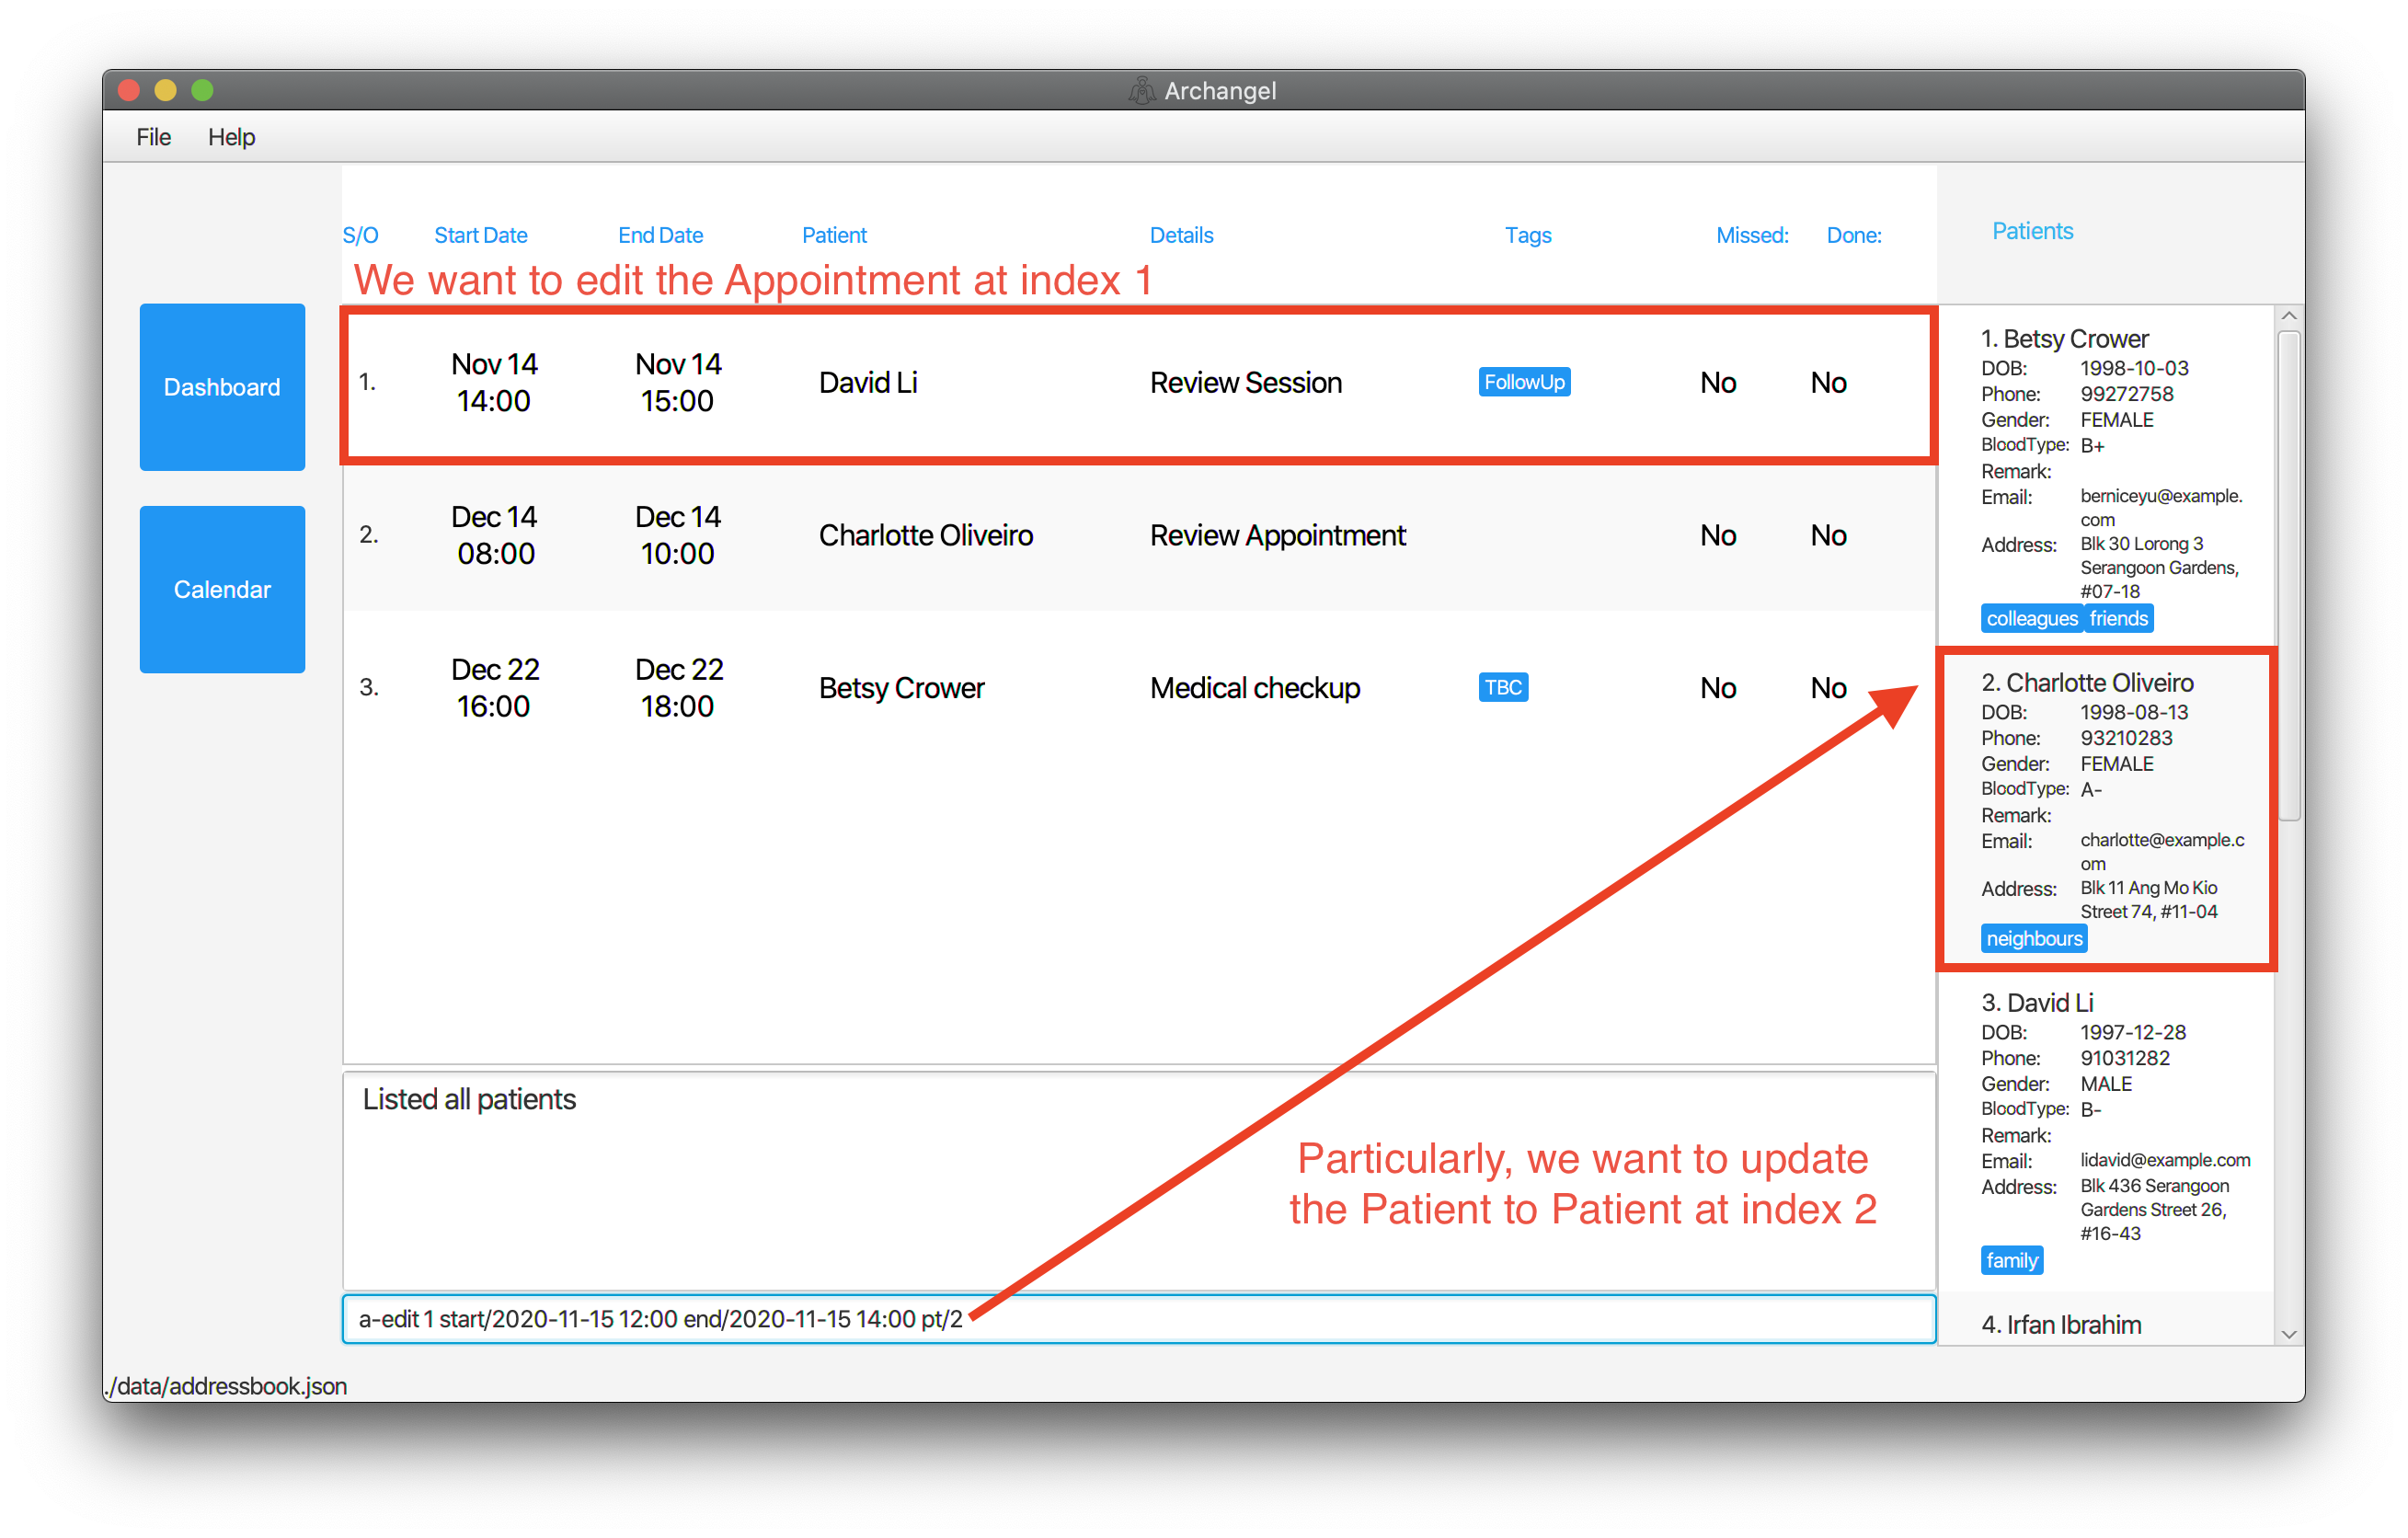 Archangel
File Help
S/O Start Date End Date Patient Details Tags Missed: Done:
We want to edit the Appointment at index 1
Dashboard
Calendar
1. Nov 14 Nov 14 David Li Review Session FollowUp No No
14:00 15:00
2. Dec 14 Dec 14 Charlotte Oliveiro Review Appointment No No
08:00 10:00
3. Dec 22 Dec 22 Betsy Crower Medical checkup TBC No No
16:00 18:00
Listed all patients
Particularly, we want to update
the Patient to Patient at index 2
a-edit 1 start/2020-11-15 12:00 end/2020-11-15 14:00 pt/2
Patients
1. Betsy Crower
DOB: 1998-10-03
Phone: 99272758
Gender: FEMALE
BloodType: B+
Remark:
Email: berniceyu@example.
com
Address: Blk 30 Lorong 3
Serangoon Gardens,
#07-18
colleagues friends
2. Charlotte Oliveiro
DOB: 1998-08-13
Phone: 93210283
Gender: FEMALE
BloodType: A-
Remark:
Email: charlotte@example.c
om
Address: Blk 11 Ang Mo Kio
Street 74, #11-04
neighbours
3. David Li
DOB: 1997-12-28
Phone: 91031282
Gender: MALE
BloodType: B-
Remark:
Email: lidavid@example.com
Address: Blk 436 Serangoon
Gardens Street 26,
#16-43
family
4. Irfan Ibrahim
./data/addressbook.json